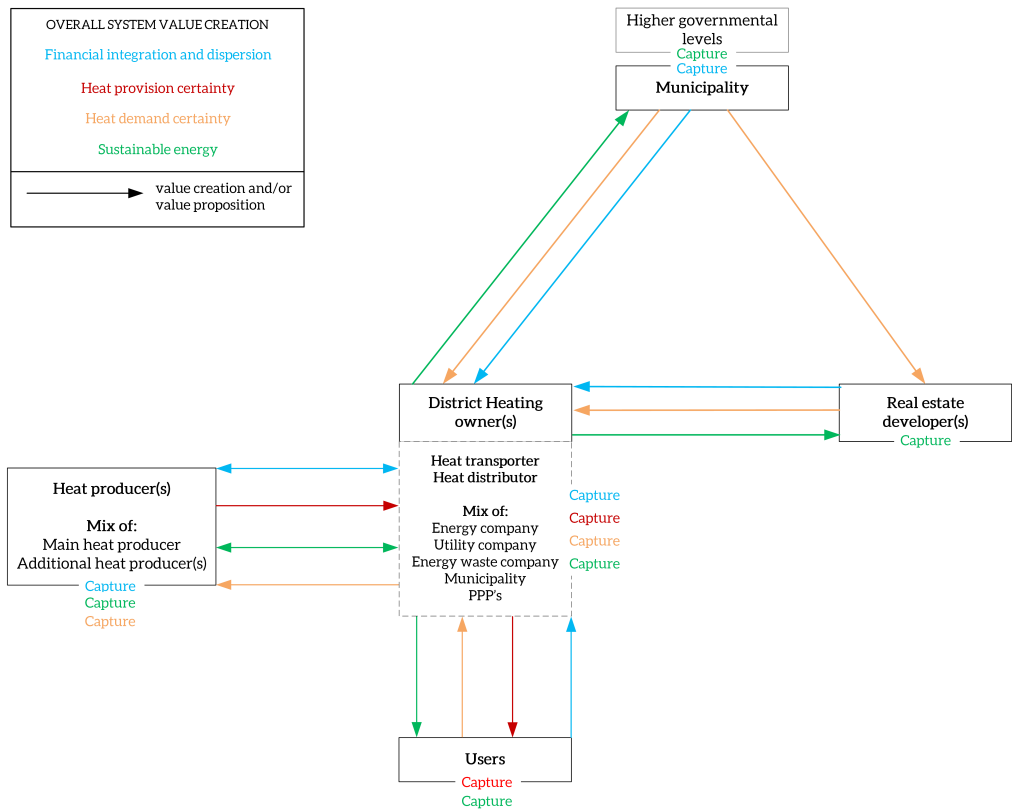 OVERALL SYSTEM VALUE CREATION
Financial integration and dispersion
Heat provision certainty
Heat demand certainty
Sustainable energy
value creation and/or
value proposition
Higher governmental
levels
Capture
Capture
Municipality
District Heating
owner(s)
Real estate
developer(s)
Capture
Heat transporter
Heat distributor
Mix of:
Energy company
Utility company
Energy waste company
Municipality
PPP's
Capture
Capture
Capture
Capture
Heat producer(s)
Mix of:
Main heat producer
Additional heat producer(s)
Capture
Capture
Capture
Users
Capture
Capture